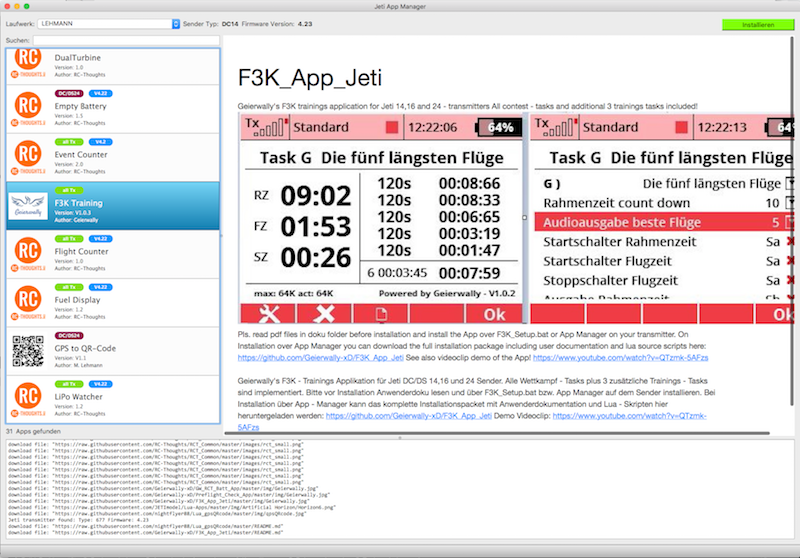 Jeti App Manager
Laufwerk: LEHMANN Sender Typ: DC14 Firmware Version: 4.23 Installieren
Suchen:
RC
RC-THOUGHTS
DualTurbine
Version: 1.0
Author: RC-Thoughts
DC/DS24 V4.22
RC
RC-THOUGHTS
Empty Battery
Version: 1.5
Author: RC-Thoughts
all Tx V4.2
RC
RC-THOUGHTS
Event Counter
Version: 2.0
Author: RC-Thoughts
all Tx
Geierwally
F3K Training
Version: V1.0.3
Author: Geierwally
all Tx V4.22
RC
RC-THOUGHTS
Flight Counter
Version: 1.0
Author: RC-Thoughts
all Tx V4.22
RC
RC-THOUGHTS
Fuel Display
Version: 1.2
Author: RC-Thoughts
DC/DS24
GPS to QR-Code
Version: V1.1
Author: M. Lehmann
all Tx V4.22
RC
RC-THOUGHTS
LiPo Watcher
Version: 1.2
Author: RC-Thoughts
31 Apps gefunden
F3K_App_Jeti
Geierwally's F3K trainings application for Jeti 14,16 and 24 - transmitters All contest - tasks and additional 3 trainings tasks included!
Tx Standard 12:22:06 64%
Task G Die fünf längsten Flüge
RZ 09:02
FZ 01:53
SZ 00:26
120s 00:08:66
120s 00:08:33
120s 00:06:65
120s 00:03:19
120s 00:01:47
6 00:03:45 00:07:59
max: 64K act: 64K Powered by Geierwally - V1.0.2
Ok
Tx Standard 12:22:13 64
Task G Die fünf längsten Flüge
G ) Die fünf längsten Flüge
Rahmenzeit count down 10
Audioausgabe beste Flüge 5
Startschalter Rahmenzeit Sa
Startschalter Flugzeit Sa
Stoppschalter Flugzeit Sa
Ausgabe Rahmenzeit Sb
Ok
Pls. read pdf files in doku folder before installation and install the App over F3K_Setup.bat or App Manager on your transmitter. On
Installation over App Manager you can download the full installation package including user documentation and lua source scripts here:
https://github.com/Geierwally-xD/F3K_App_Jeti See also videoclip demo of the App! https://www.youtube.com/watch?v=QTzmk-5AFzs
Geierwally's F3K - Trainings Applikation für Jeti DC/DS 14,16 und 24 Sender. Alle Wettkampf - Tasks plus 3 zusätzliche Trainings - Tasks
sind implementiert. Bitte vor Installation Anwenderdoku lesen und über F3K_Setup.bat bzw. App Manager auf dem Sender installieren. Bei
Installation über App - Manager kann das komplette Installationspacket mit Anwenderdokumentation und Lua - Skripten hier
heruntergeladen werden: https://github.com/Geierwally-xD/F3K_App_Jeti Demo Videoclip: https://www.youtube.com/watch?v=QTzmk-
5AFzs
download file: "https://raw.githubusercontent.com/RC-Thoughts/RCT_Common/master/images/rct_small.png"
download file: "https://raw.githubusercontent.com/RC-Thoughts/RCT_Common/master/images/rct_small.png"
download file: "https://raw.githubusercontent.com/RC-Thoughts/RCT_Common/master/images/rct_small.png"
download file: "https://raw.githubusercontent.com/RC-Thoughts/RCT_Common/master/images/rct_small.png"
download file: "https://raw.githubusercontent.com/RC-Thoughts/RCT_Common/master/images/rct_small.png"
download file: "https://raw.githubusercontent.com/RC-Thoughts/RCT_Common/master/images/rct_small.png"
download file: "https://raw.githubusercontent.com/Geierwally-xD/GW_RCT_Batt_App/master/img/Geierwally.jpg"
download file: "https://raw.githubusercontent.com/Geierwally-xD/Preflight_Check_App/master/img/Geierwally.jpg"
download file: "https://raw.githubusercontent.com/Geierwally-xD/F3K_App_Jeti/master/img/Geierwally.jpg"
download file: "https://raw.githubusercontent.com/JETImodel/Lua-Apps/master/img/Artificial Horizon/Horizon6.png"
download file: "https://raw.githubusercontent.com/nightflyer88/Lua_gpsQRcode/master/img/gpsQRcode.jpg"
Jeti transmitter found: Type: 677 Firmware: 4.23
download file: "https://raw.githubusercontent.com/nightflyer88/Lua_gpsQRcode/master/README.md"
download file: "https://raw.githubusercontent.com/Geierwally-xD/F3K_App_Jeti/master/README.md"